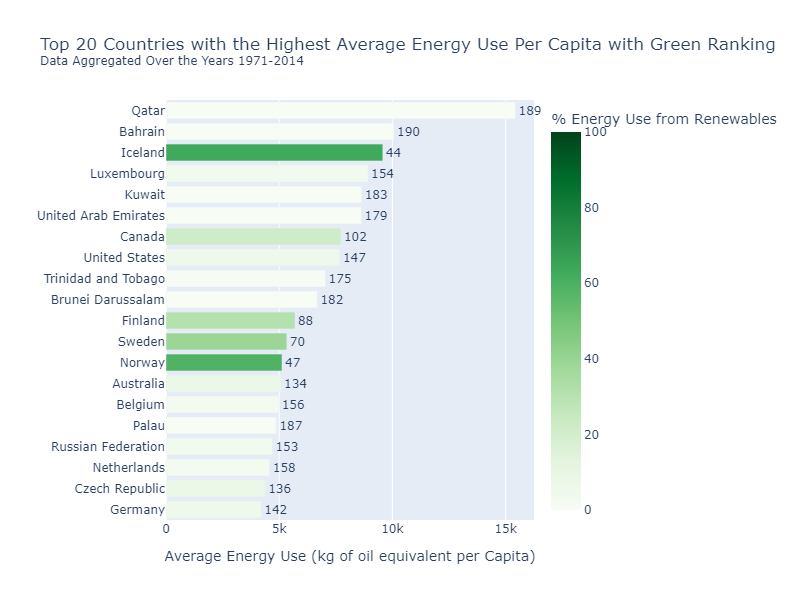 Top 20 Countries with the Highest Average Energy Use Per Capita with Green Ranking
Data Aggregated Over the Years 1971-2014
% Energy Use from Renewables
Qatar 189
Bahrain 190
Iceland 44
Luxembourg 154
Kuwait 183
United Arab Emirates 179
Canada 102
United States 147
Trinidad and Tobago 175
Brunei Darussalam 182
Finland 88
Sweden 70
Norway 47
Australia 134
Belgium 156
Palau 187
Russian Federation 153
Netherlands 158
Czech Republic 136
Germany 142
0 5k 10k 15k
Average Energy Use (kg of oil equivalent per Capita)
100
80
60
40
20
0